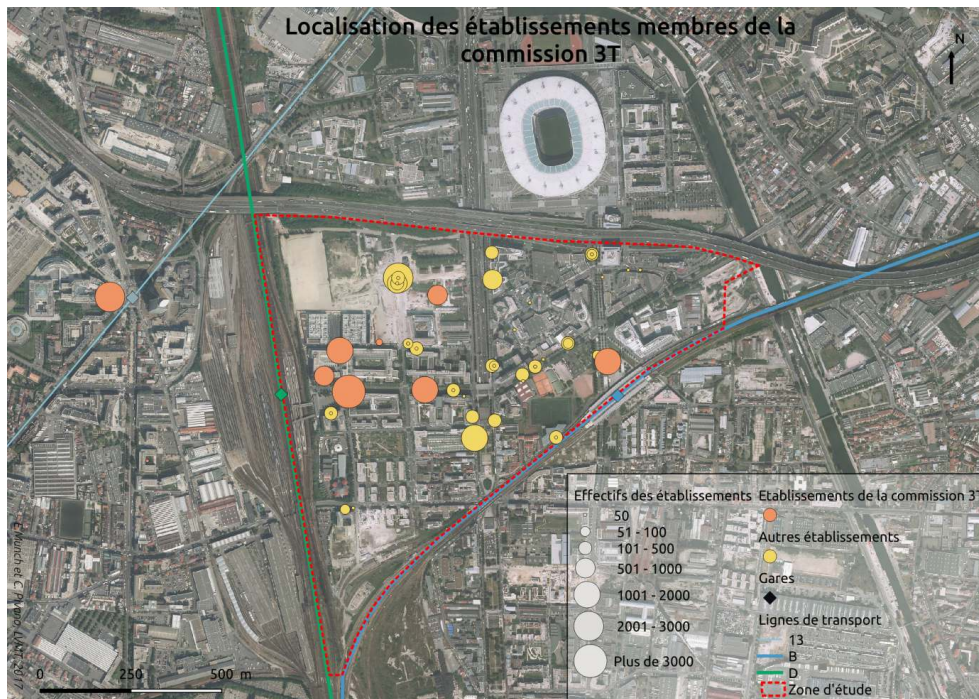 Localisation des établissements membres de la
commission 3T
N
Effectifs des établissements
50
51 - 100
101 - 500
501 - 1000
1001 - 2000
2001 - 3000
Plus de 3000
Etablissements de la commission 3T
Autres établissements
Gares
Lignes de transport
13
B
D
Zone d'étude
0 250 500 m
E Munch et C Plyaso, LVMT, 2017